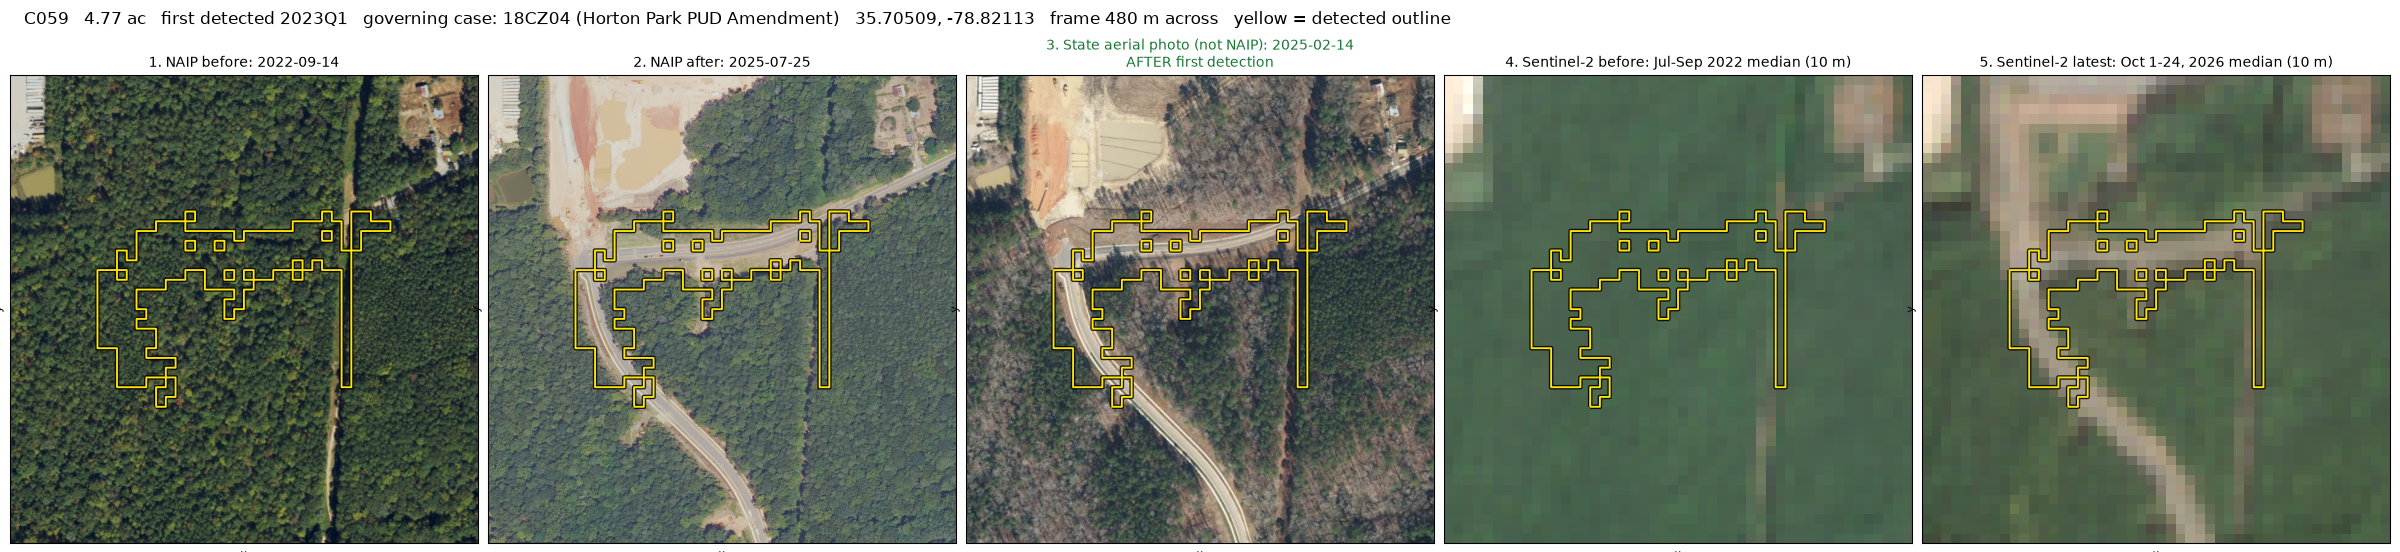 C059   4.77 ac   first detected 2023Q1   governing case: 18CZ04 (Horton Park PUD Amendment)   35.70509, -78.82113   frame 480 m across   yellow = detected outline
1. NAIP before: 2022-09-14
2. NAIP after: 2025-07-25
3. State aerial photo (not NAIP): 2025-02-14
AFTER first detection
4. Sentinel-2 before: Jul-Sep 2022 median (10 m)
5. Sentinel-2 latest: Oct 1-24, 2026 median (10 m)